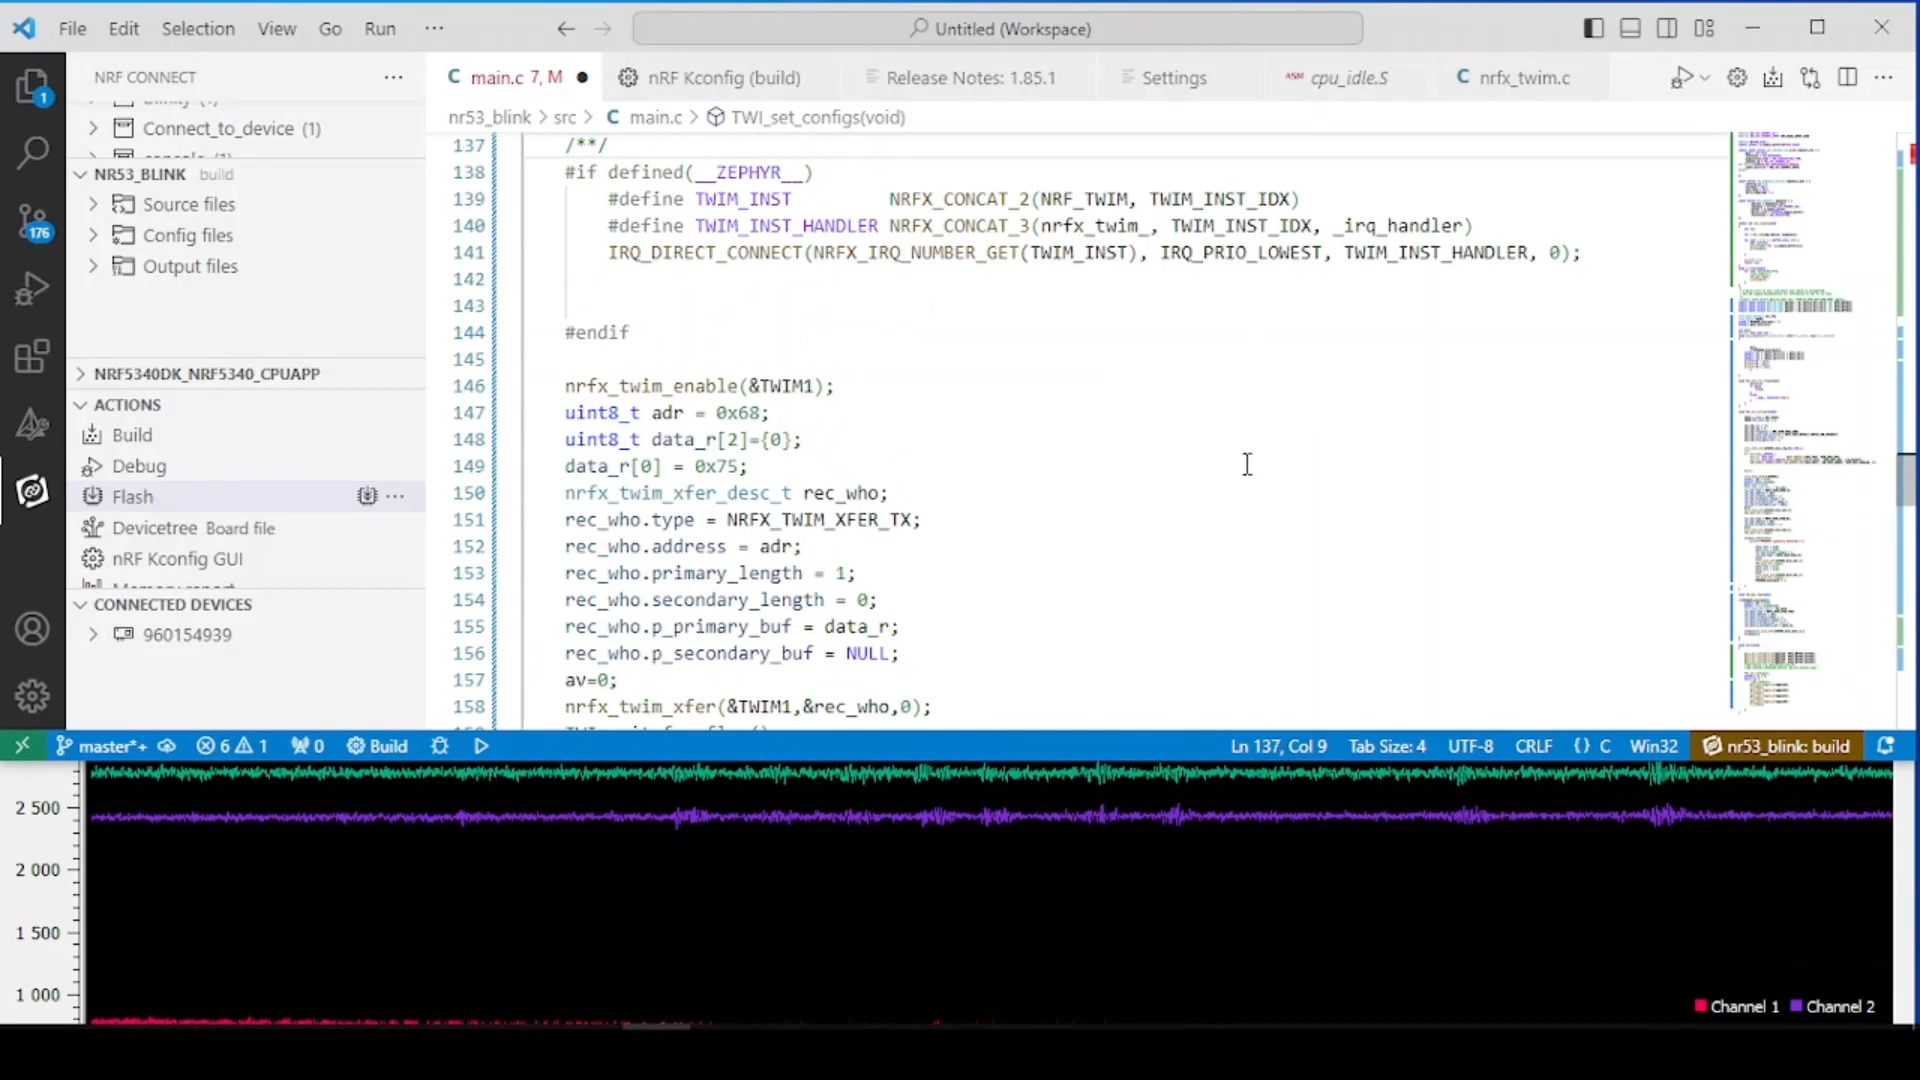 File Edit Selection View Go Run ··· Untitled (Workspace)
NRF CONNECT ···
main.c 7, M nRF Kconfig (build) Release Notes: 1.85.1 Settings ASM cpu_idle.S C nrfx_twim.c ···
nr53_blink > src > C main.c > TWI_set_configs(void)
1
176
Connect_to_device (1)
NR53_BLINK build
Source files
Config files
Output files
NRF5340DK_NRF5340_CPUAPP
ACTIONS
Build
Debug
Flash ···
Devicetree Board file
nRF Kconfig GUI
CONNECTED DEVICES
960154939
137 /**/
138 #if defined(__ZEPHYR__)
139 #define TWIM_INST NRFX_CONCAT_2(NRF_TWIM, TWIM_INST_IDX)
140 #define TWIM_INST_HANDLER NRFX_CONCAT_3(nrfx_twim_, TWIM_INST_IDX, _irq_handler)
141 IRQ_DIRECT_CONNECT(NRFX_IRQ_NUMBER_GET(TWIM_INST), IRQ_PRIO_LOWEST, TWIM_INST_HANDLER, 0);
142
143
144 #endif
145
146 nrfx_twim_enable(&TWIM1);
147 uint8_t adr = 0x68;
148 uint8_t data_r[2]={0};
149 data_r[0] = 0x75;
150 nrfx_twim_xfer_desc_t rec_who;
151 rec_who.type = NRFX_TWIM_XFER_TX;
152 rec_who.address = adr;
153 rec_who.primary_length = 1;
154 rec_who.secondary_length = 0;
155 rec_who.p_primary_buf = data_r;
156 rec_who.p_secondary_buf = NULL;
157 av=0;
158 nrfx_twim_xfer(&TWIM1,&rec_who,0);
master*+ 6 1 0 Build Ln 137, Col 9 Tab Size: 4 UTF-8 CRLF {} C Win32 nr53_blink: build
2 500
2 000
1 500
1 000
Channel 1 Channel 2